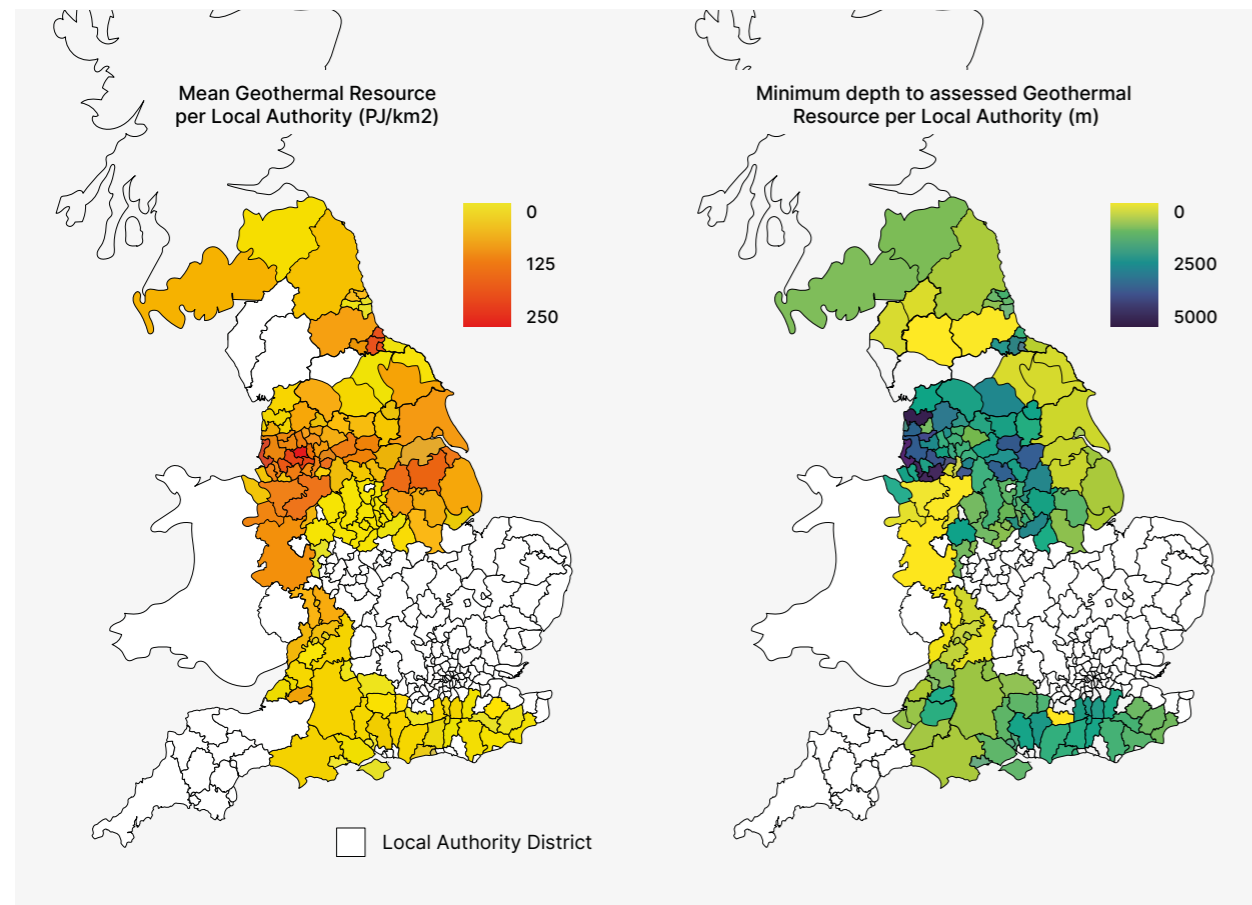 Mean Geothermal Resource
per Local Authority (PJ/km2)
0
125
250
Minimum depth to assessed Geothermal
Resource per Local Authority (m)
0
2500
5000
Local Authority District